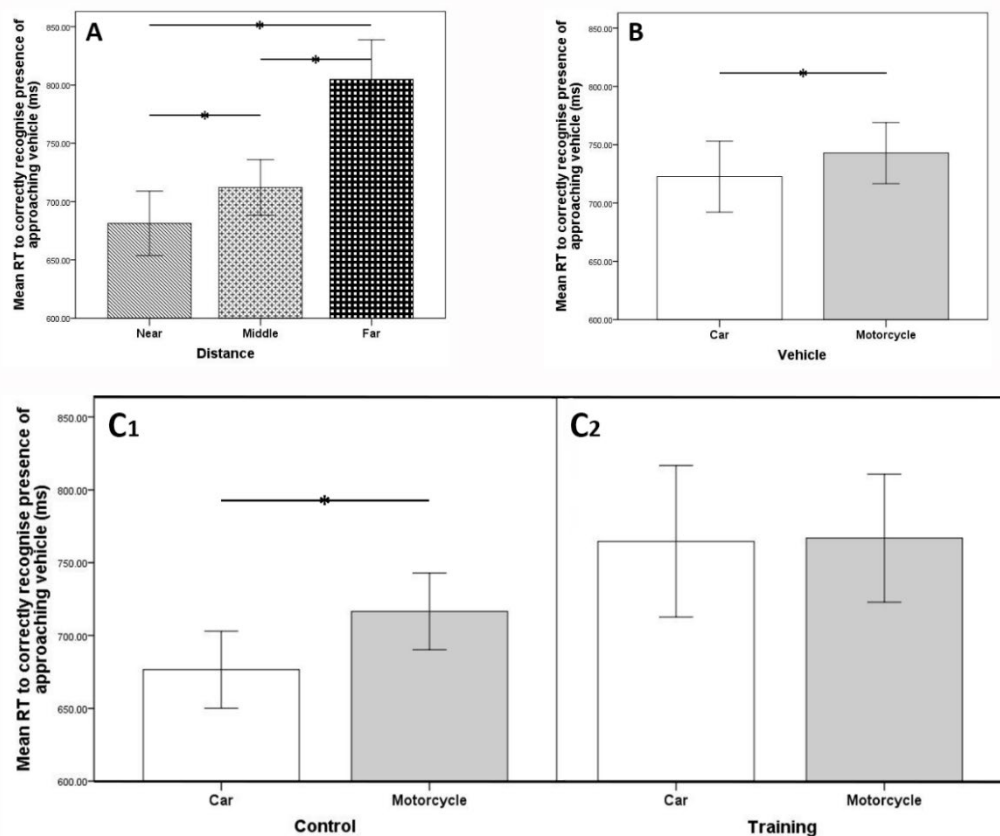 A
Mean RT to correctly recognise presence of
approaching vehicle (ms)
850.00
800.00
750.00
700.00
650.00
600.00
*
*
*
Near Middle Far
Distance
B
Mean RT to correctly recognise presence of
approaching vehicle (ms)
850.00
800.00
750.00
700.00
650.00
600.00
*
Car Motorcycle
Vehicle
C1
Mean RT to correctly recognise presence of
approaching vehicle (ms)
850.00
800.00
750.00
700.00
650.00
600.00
*
Car Motorcycle
Control
C2
Car Motorcycle
Training